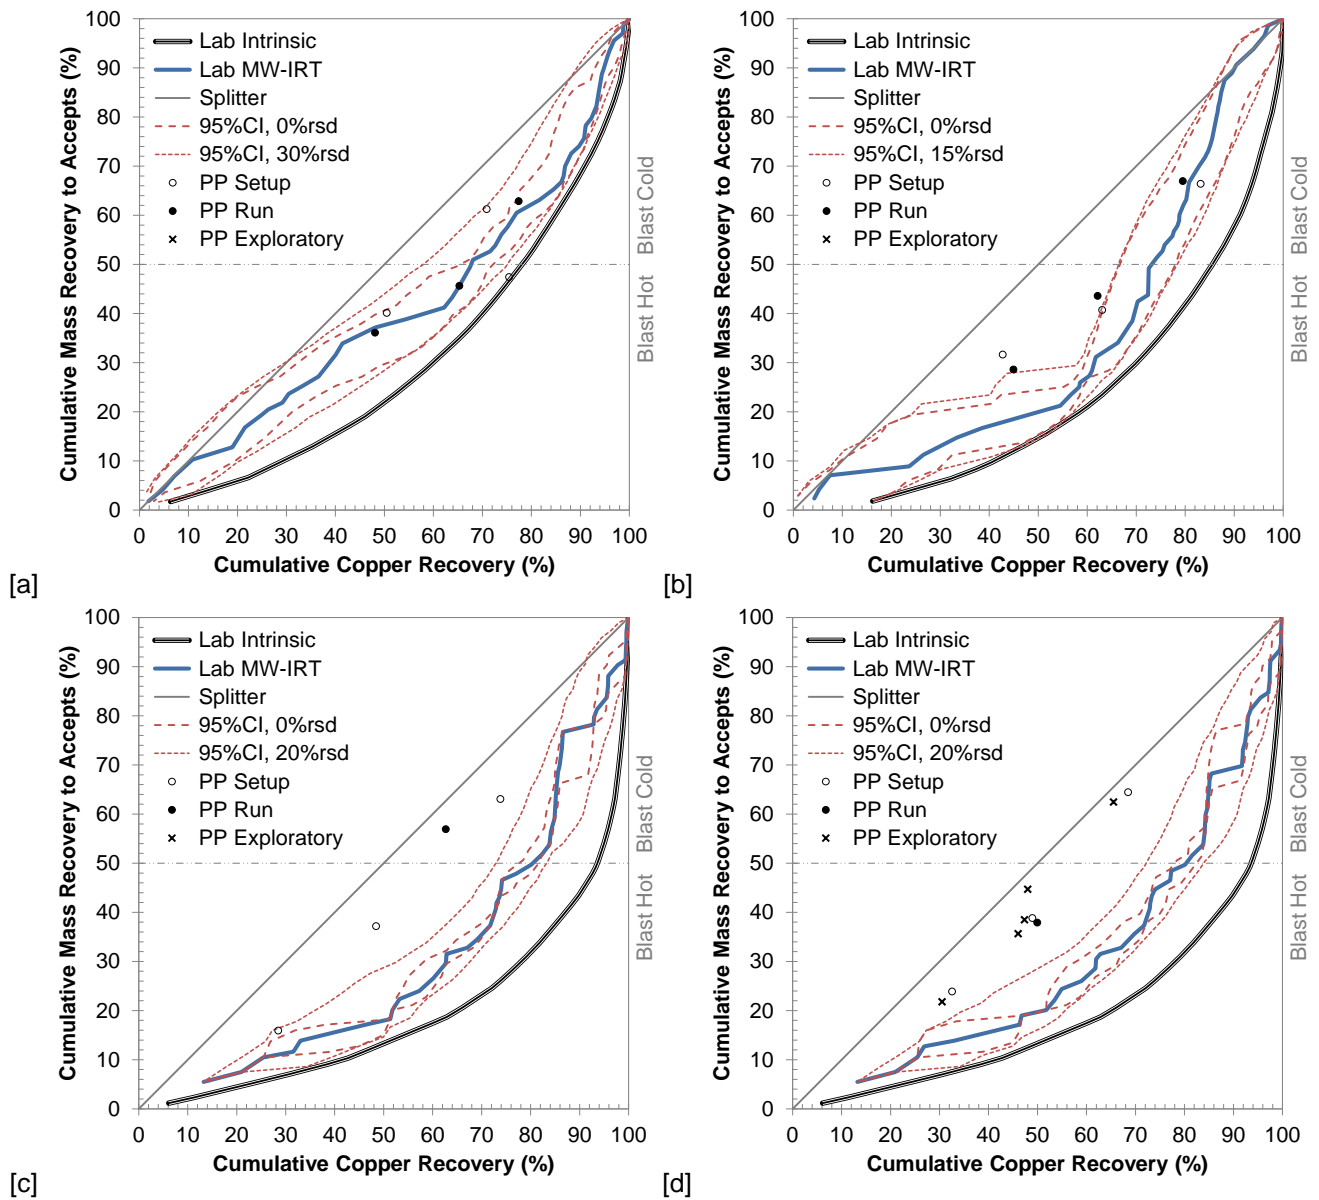 Cumulative Mass Recovery to Accepts (%)
100
90
80
70
60
50
40
30
20
10
0
Lab Intrinsic
Lab MW-IRT
Splitter
95%CI, 0%rsd
95%CI, 30%rsd
PP Setup
PP Run
PP Exploratory
Blast Cold
Blast Hot
0 10 20 30 40 50 60 70 80 90 100
Cumulative Copper Recovery (%)
[a]
Cumulative Mass Recovery to Accepts (%)
100
90
80
70
60
50
40
30
20
10
0
Lab Intrinsic
Lab MW-IRT
Splitter
95%CI, 0%rsd
95%CI, 15%rsd
PP Setup
PP Run
PP Exploratory
Blast Cold
Blast Hot
0 10 20 30 40 50 60 70 80 90 100
Cumulative Copper Recovery (%)
[b]
Cumulative Mass Recovery to Accepts (%)
100
90
80
70
60
50
40
30
20
10
0
Lab Intrinsic
Lab MW-IRT
Splitter
95%CI, 0%rsd
95%CI, 20%rsd
PP Setup
PP Run
PP Exploratory
Blast Cold
Blast Hot
0 10 20 30 40 50 60 70 80 90 100
Cumulative Copper Recovery (%)
[c]
Cumulative Mass Recovery to Accepts (%)
100
90
80
70
60
50
40
30
20
10
0
Lab Intrinsic
Lab MW-IRT
Splitter
95%CI, 0%rsd
95%CI, 20%rsd
PP Setup
PP Run
PP Exploratory
Blast Cold
Blast Hot
0 10 20 30 40 50 60 70 80 90 100
Cumulative Copper Recovery (%)
[d]